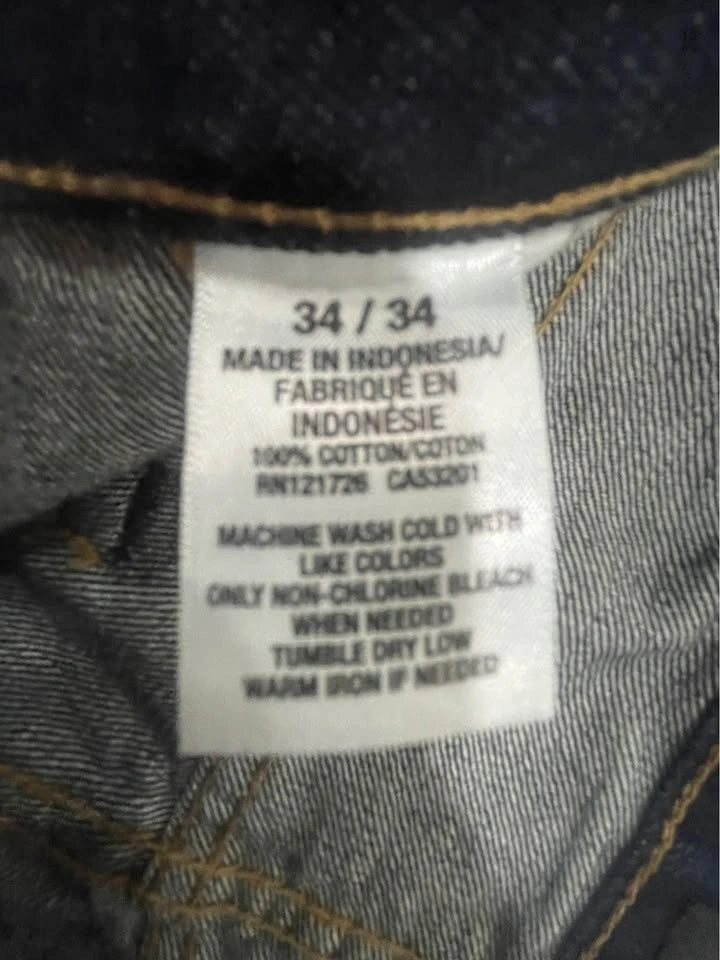 34 / 34
MADE IN INDONESIA/
FABRIQUÉ EN
INDONÉSIE
100% COTTON/COTON
RN121726 CA53201
MACHINE WASH COLD WITH
LIKE COLORS
ONLY NON-CHLORINE BLEACH
WHEN NEEDED
TUMBLE DRY LOW
WARM IRON IF NEEDED